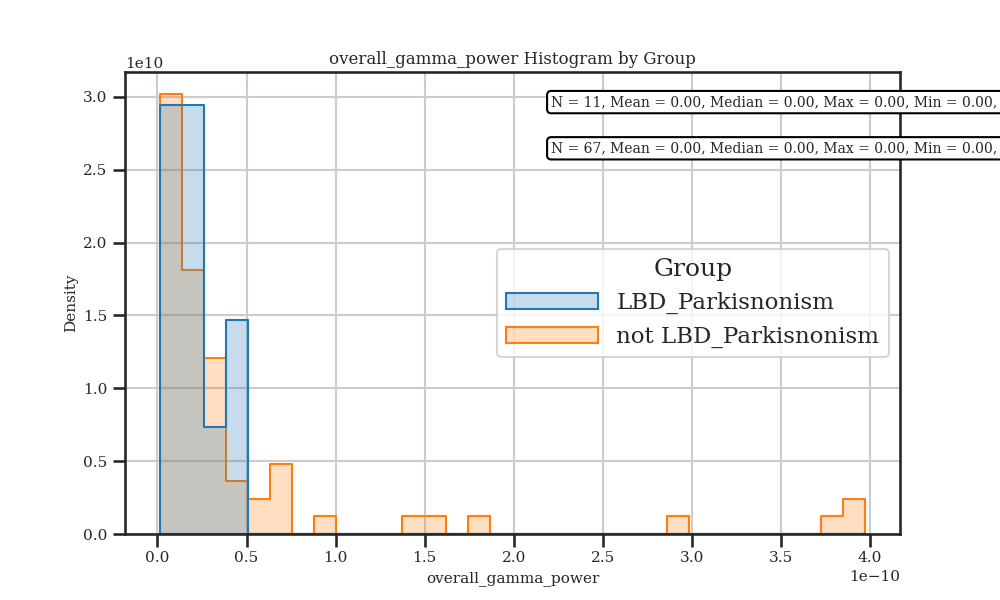 overall_gamma_power Histogram by Group
1e10
N = 11, Mean = 0.00, Median = 0.00, Max = 0.00, Min = 0.00,
N = 67, Mean = 0.00, Median = 0.00, Max = 0.00, Min = 0.00,
3.0
2.5
2.0
1.5
1.0
0.5
0.0
Density
Group
LBD_Parkisnonism
not LBD_Parkisnonism
0.0 0.5 1.0 1.5 2.0 2.5 3.0 3.5 4.0
1e−10
overall_gamma_power